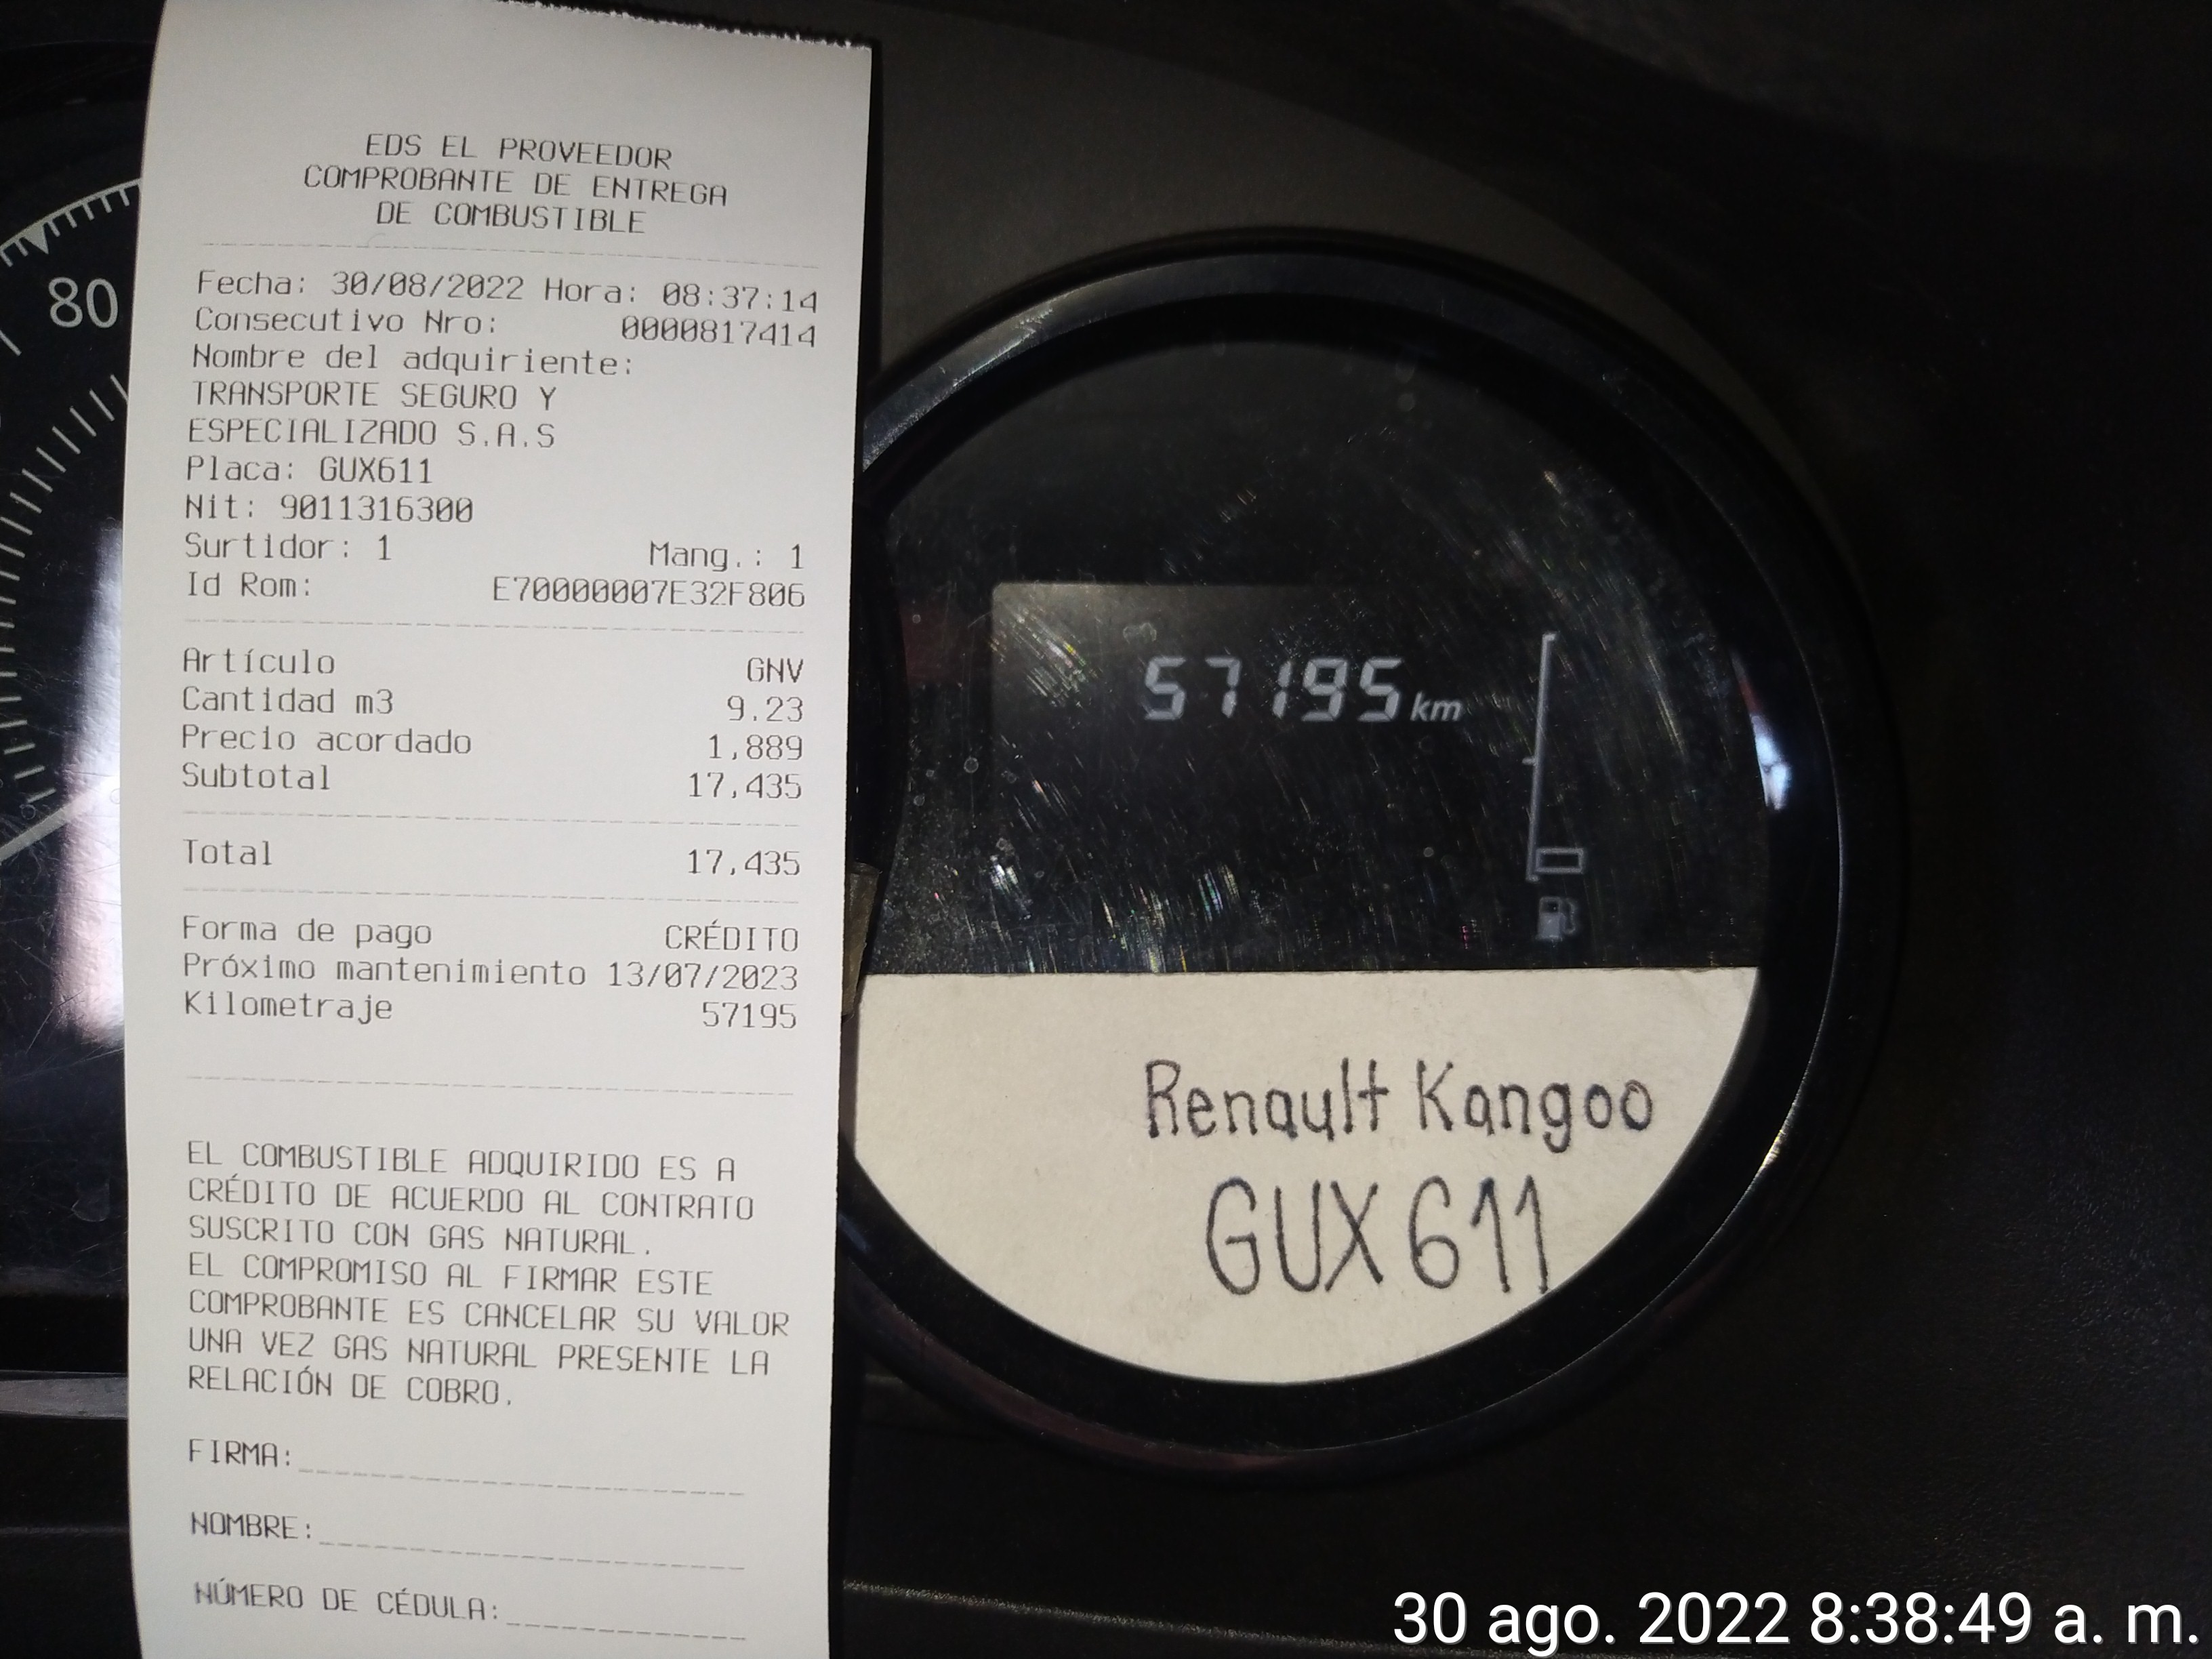 EDS EL PROVEEDOR
COMPROBANTE DE ENTREGA
DE COMBUSTIBLE
Fecha: 30/08/2022 Hora: 08:37:14
Consecutivo Nro: 0000817414
Nombre del adquiriente:
TRANSPORTE SEGURO Y
ESPECIALIZADO S.A.S
Placa: GUX611
Nit: 9011316300
Surtidor: 1 Mang.: 1
Id Rom: E70000007E32F806
Artículo GNV
Cantidad m3 9.23
Precio acordado 1,889
Subtotal 17,435
Total 17,435
Forma de pago CRÉDITO
Próximo mantenimiento 13/07/2023
Kilometraje 57195
EL COMBUSTIBLE ADQUIRIDO ES A
CRÉDITO DE ACUERDO AL CONTRATO
SUSCRITO CON GAS NATURAL.
EL COMPROMISO AL FIRMAR ESTE
COMPROBANTE ES CANCELAR SU VALOR
UNA VEZ GAS NATURAL PRESENTE LA
RELACIÓN DE COBRO.
FIRMA:
NOMBRE:
NÚMERO DE CÉDULA:
80
57195 km
Renault Kangoo
GUX 611
30 ago. 2022 8:38:49 a. m.